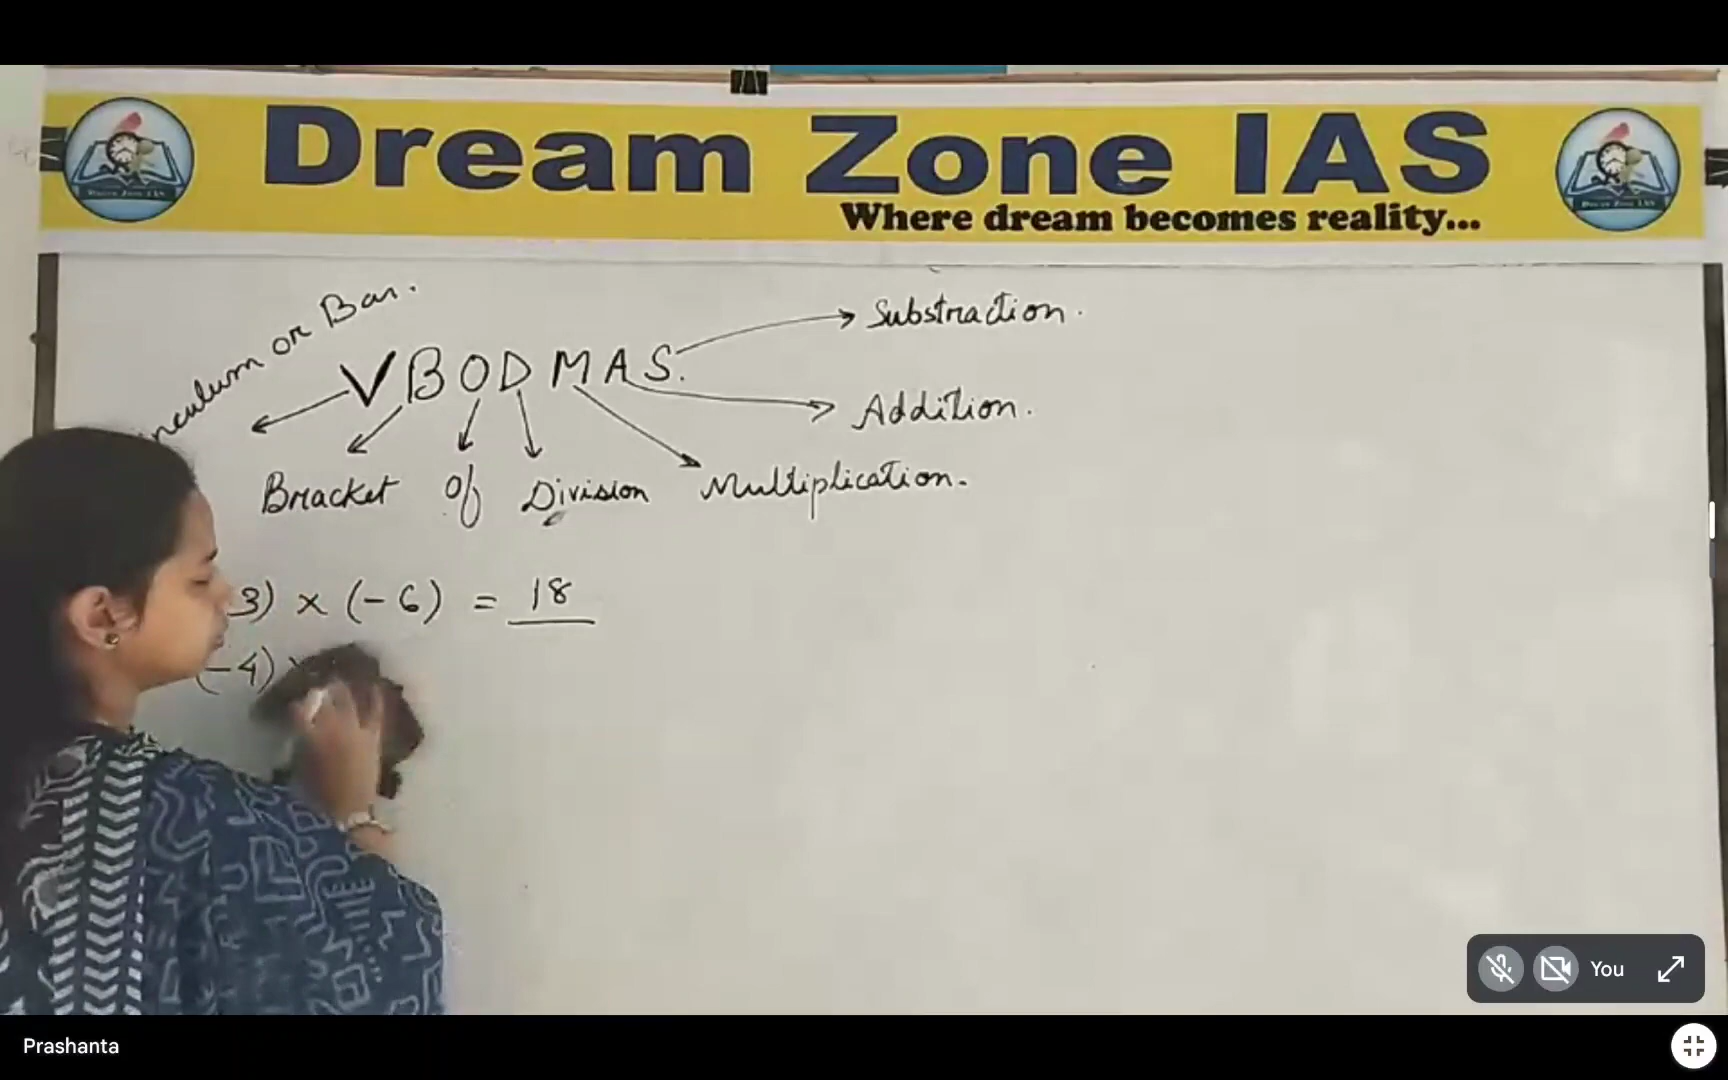 Dream Zone IAS
Where dream becomes reality...
inculum or Bar.
VBODMAS.
Substraction.
Addition.
Bracket of Division Multiplication.
3) × (-6) = 18
(-4) ×
You
Prashanta